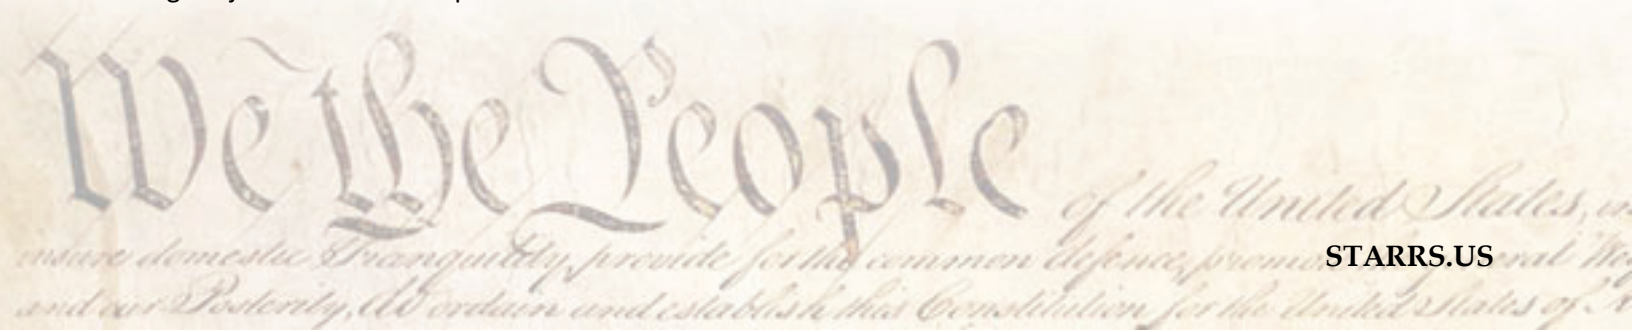 We the People of the United States,
insure domestic Tranquility, provide for the common defence, promo eral
STARRS.US
and our Posterity, do ordain and establish this Constitution for the United States of A